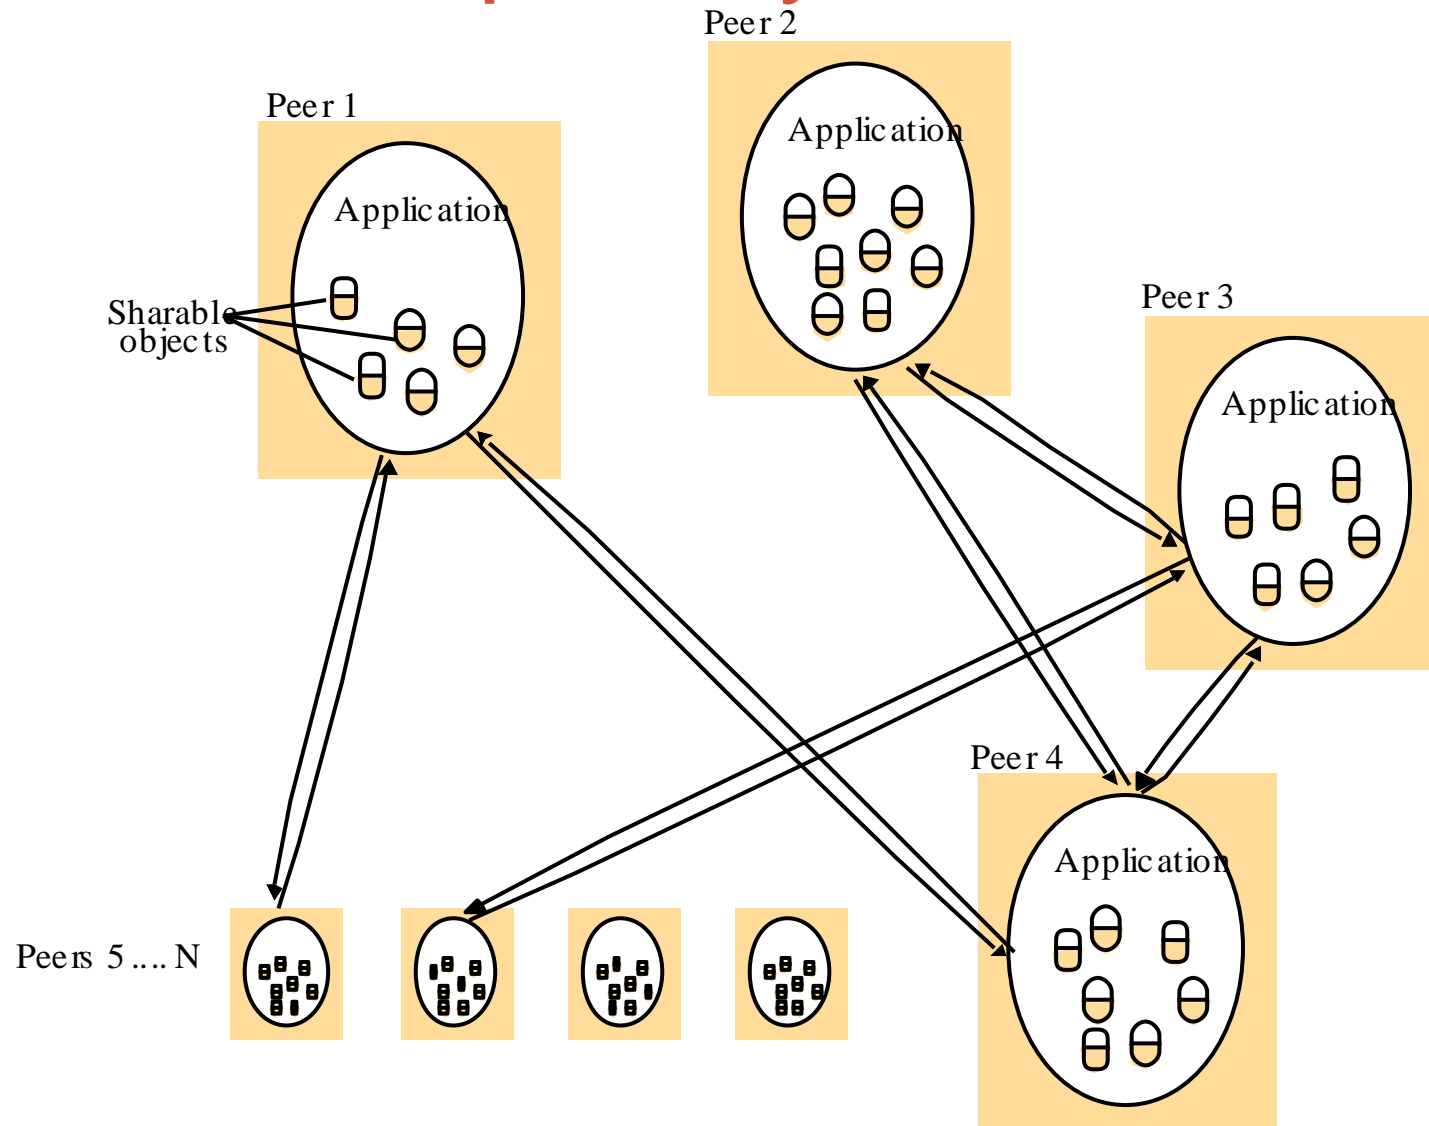 Peer 2
Peer 1
Application
Application
Sharable
objects
Peer 3
Application
Peer 4
Application
Peers 5 .... N